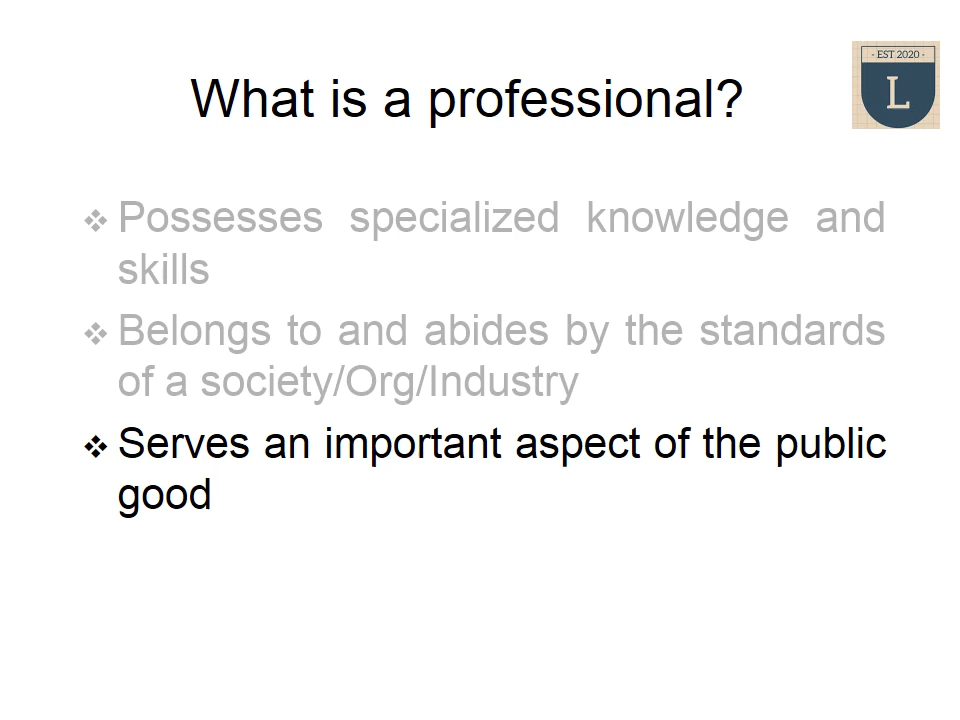 - EST 2020 -
L
What is a professional?
❖ Possesses specialized knowledge and
skills
❖ Belongs to and abides by the standards
of a society/Org/Industry
❖ Serves an important aspect of the public
good